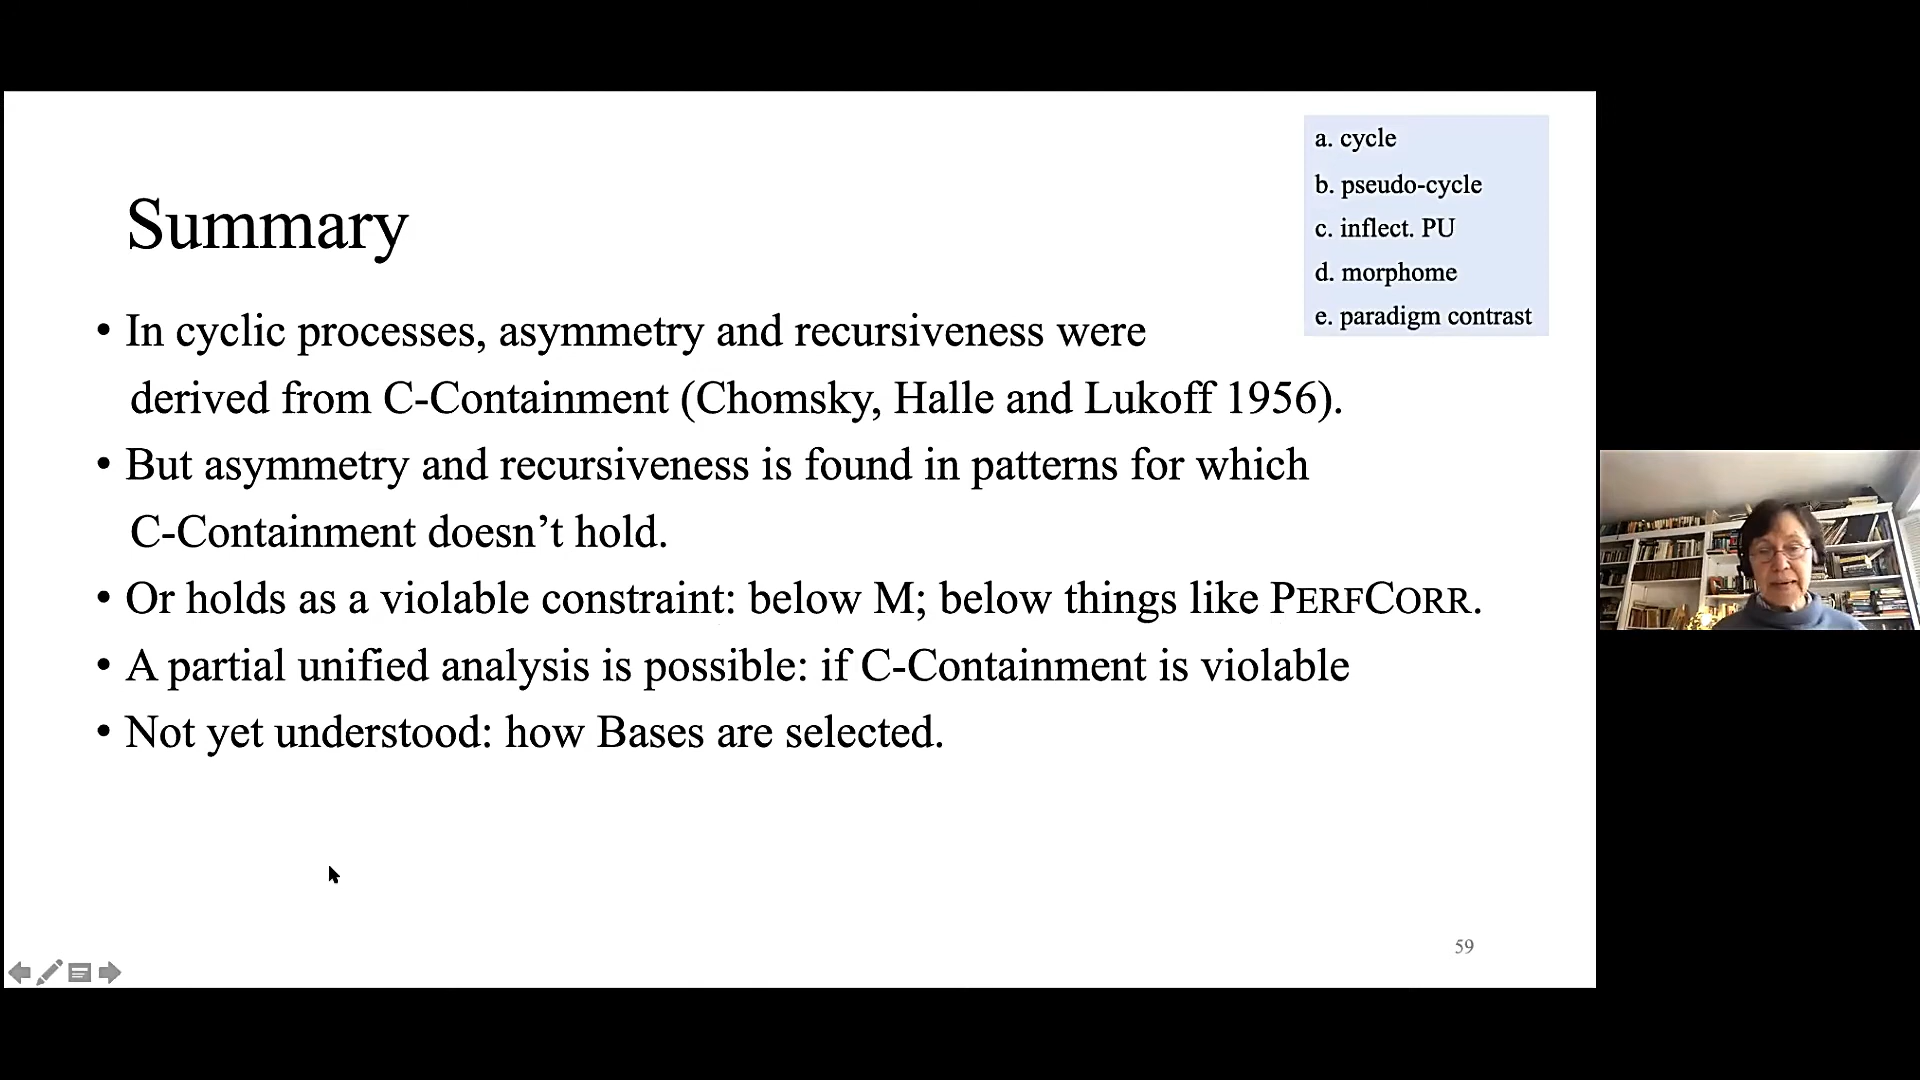 a. cycle
b. pseudo-cycle
c. inflect. PU
d. morphome
e. paradigm contrast
Summary
• In cyclic processes, asymmetry and recursiveness were
derived from C-Containment (Chomsky, Halle and Lukoff 1956).
• But asymmetry and recursiveness is found in patterns for which
C-Containment doesn’t hold.
• Or holds as a violable constraint: below M; below things like PERFCORR.
• A partial unified analysis is possible: if C-Containment is violable
• Not yet understood: how Bases are selected.
59